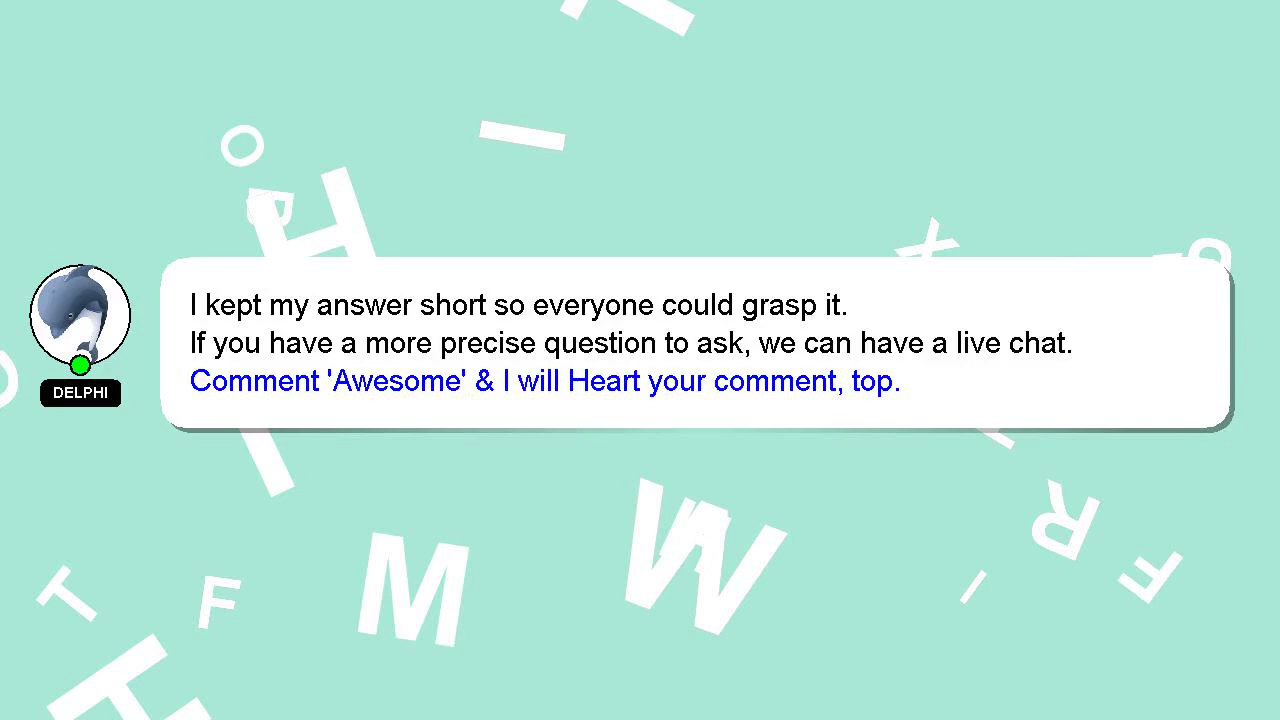 I kept my answer short so everyone could grasp it.
If you have a more precise question to ask, we can have a live chat.
Comment 'Awesome' & I will Heart your comment, top.
DELPHI
O
H
I
X
M
W
R
F
T
F
I
H